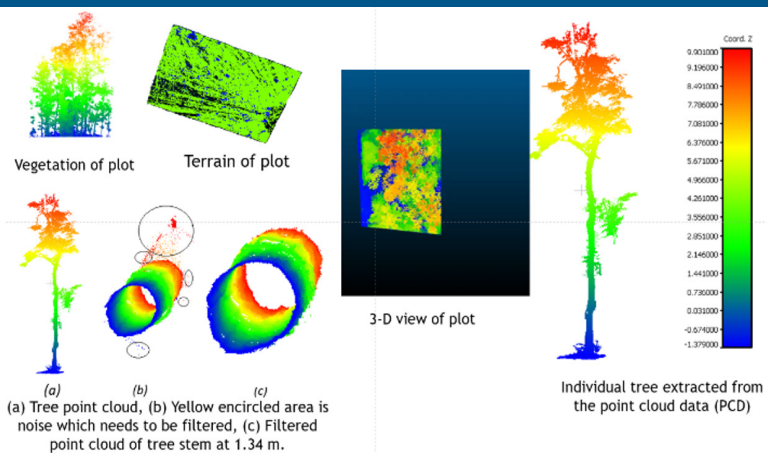 Vegetation of plot
Terrain of plot
(a)
(b)
(c)
(a) Tree point cloud, (b) Yellow encircled area is
noise which needs to be filtered, (c) Filtered
point cloud of tree stem at 1.34 m.
3-D view of plot
Coord. Z
9.901000
9.196000
8.491000
7.786000
7.081000
6.376000
5.671000
4.966000
4.261000
3.556000
2.851000
2.146000
1.441000
0.736000
0.031000
-0.674000
-1.379000
Individual tree extracted from
the point cloud data (PCD)